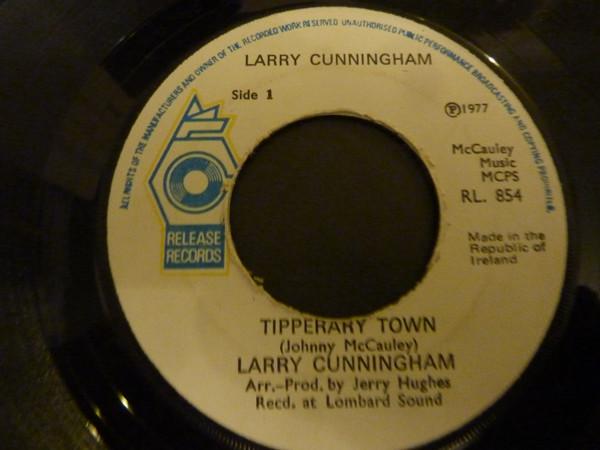 ALL RIGHTS OF THE MANUFACTURERS AND OWNER OF THE RECORDED WORK RESERVED UNAUTHORISED PUBLIC PERFORMANCE BROADCASTING AND COPYING PROHIBITED.
LARRY CUNNINGHAM
Side 1
Ⓟ1977
McCauley
Music
MCPS
RL. 854
RELEASE
RECORDS
Made in the
Republic of
Ireland
TIPPERARY TOWN
(Johnny McCauley)
LARRY CUNNINGHAM
Arr.-Prod. by Jerry Hughes
Recd. at Lombard Sound